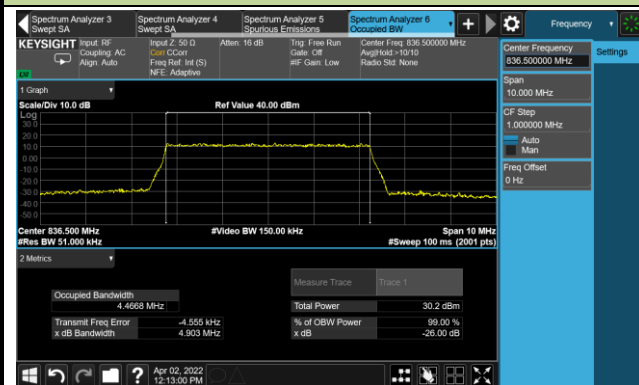 Spectrum Analyzer 3
Swept SA
Spectrum Analyzer 4
Swept SA
Spectrum Analyzer 5
Spurious Emissions
Spectrum Analyzer 6
Occupied BW
Frequency
KEYSIGHT
Input: RF
Coupling: AC
Align: Auto
Input Z: 50 Ω
Corr CCorr
Freq Ref: Int (S)
NFE: Adaptive
Atten: 16 dB
Trig: Free Run
Gate: Off
#IF Gain: Low
Center Freq: 836.500000 MHz
Avg|Hold:>10/10
Radio Std: None
Center Frequency
836.500000 MHz
Settings
Span
10.000 MHz
CF Step
1.000000 MHz
Auto
Man
Freq Offset
0 Hz
1 Graph
Scale/Div 10.0 dB
Ref Value 40.00 dBm
Log
30.0
20.0
10.0
0.00
-10.0
-20.0
-30.0
-40.0
-50.0
Center 836.500 MHz
#Video BW 150.00 kHz
Span 10 MHz
#Res BW 51.000 kHz
#Sweep 100 ms (2001 pts)
2 Metrics
Measure Trace
Trace 1
Occupied Bandwidth
4.4668 MHz
Total Power
30.2 dBm
Transmit Freq Error
-4.555 kHz
% of OBW Power
99.00 %
x dB Bandwidth
4.903 MHz
x dB
-26.00 dB
Apr 02, 2022
12:13:00 PM